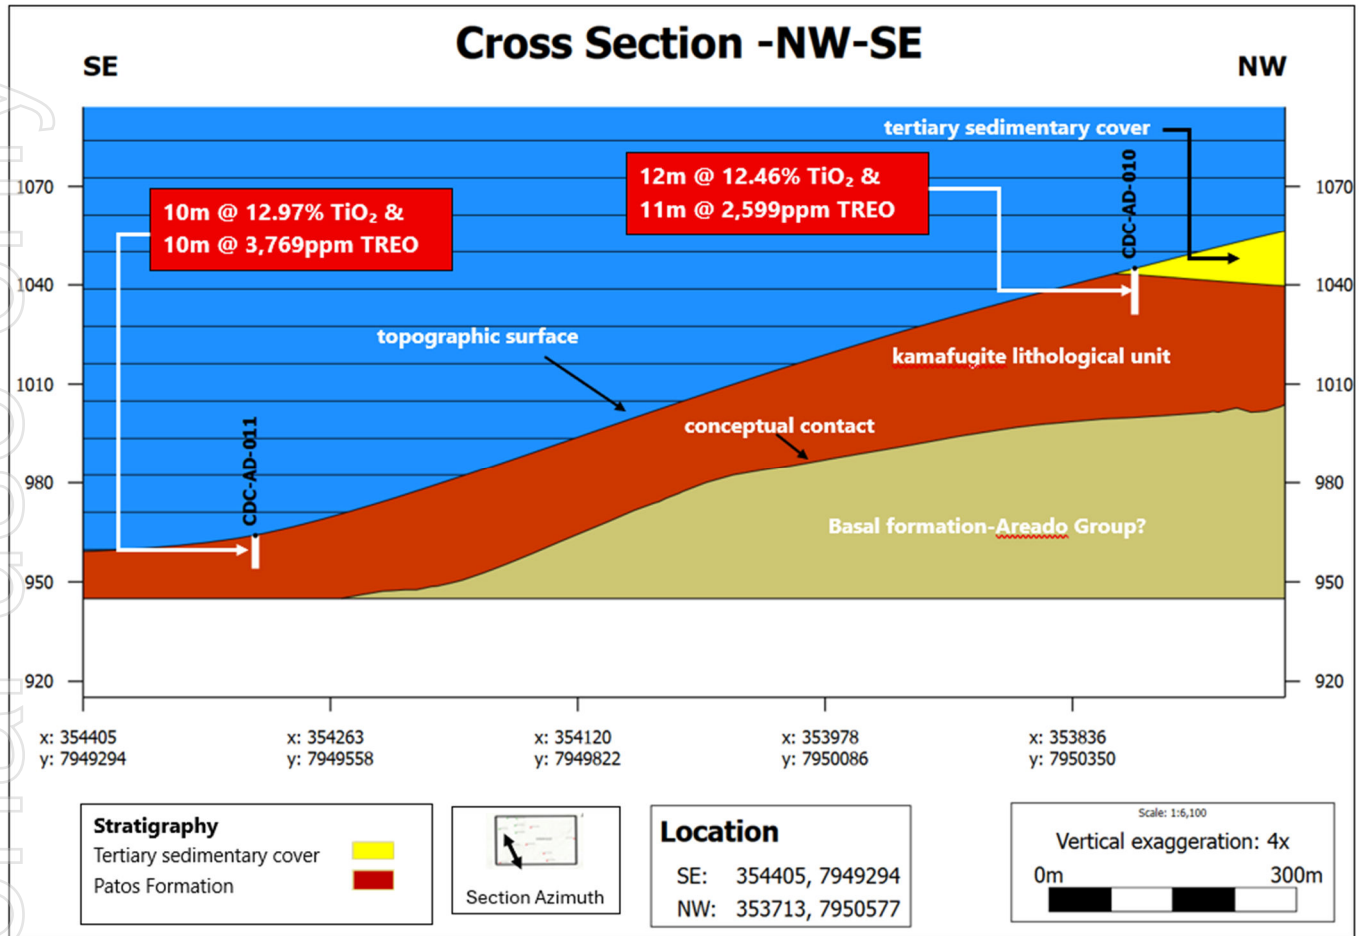 Cross Section -NW-SE
SE
NW
tertiary sedimentary cover
12m @ 12.46% TiO₂ &
11m @ 2,599ppm TREO
CDC-AD-010
10m @ 12.97% TiO₂ &
10m @ 3,769ppm TREO
1070
1070
1040
1040
topographic surface
kamafugite lithological unit
1010
1010
conceptual contact
CDC-AD-011
980
980
Basal formation-Areado Group?
950
950
920
920
x: 354405
y: 7949294
x: 354263
y: 7949558
x: 354120
y: 7949822
x: 353978
y: 7950086
x: 353836
y: 7950350
Stratigraphy
Tertiary sedimentary cover
Patos Formation
Section Azimuth
Location
SE: 354405, 7949294
NW: 353713, 7950577
Scale: 1:6,100
Vertical exaggeration: 4x
0m 300m